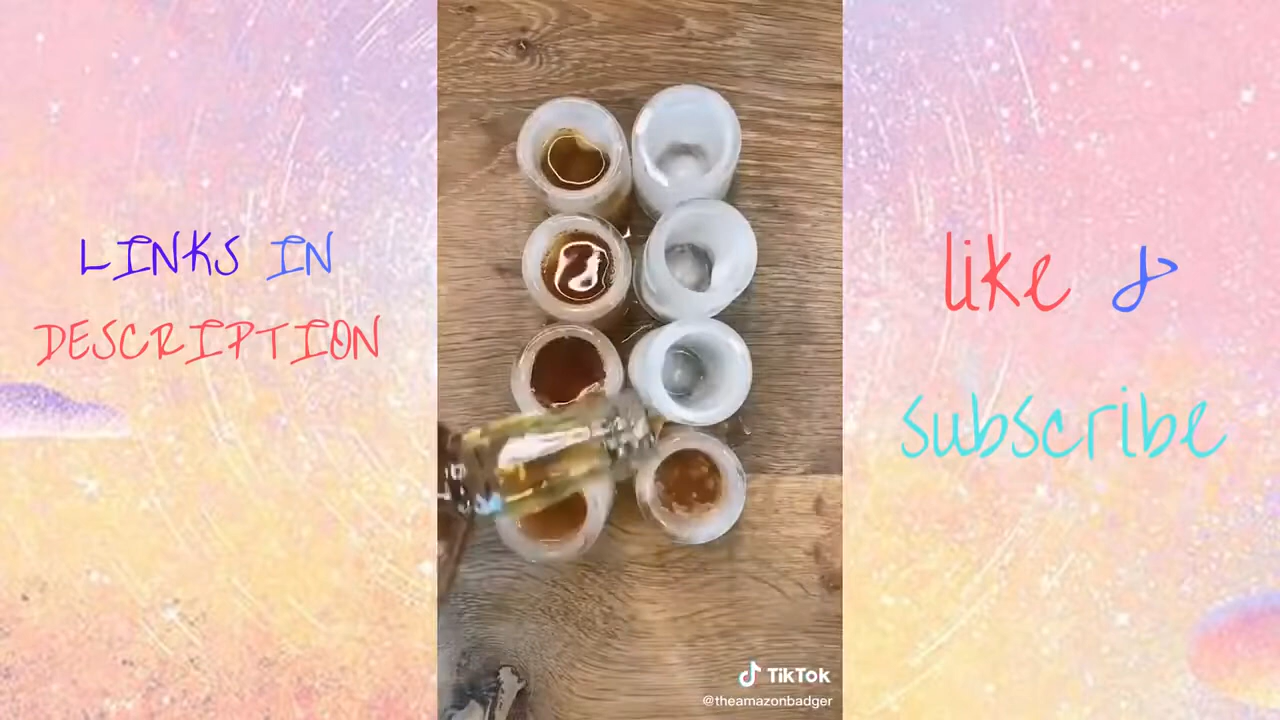 LINKS IN
DESCRIPTION
like &
subscribe
TikTok
@theamazonbadger